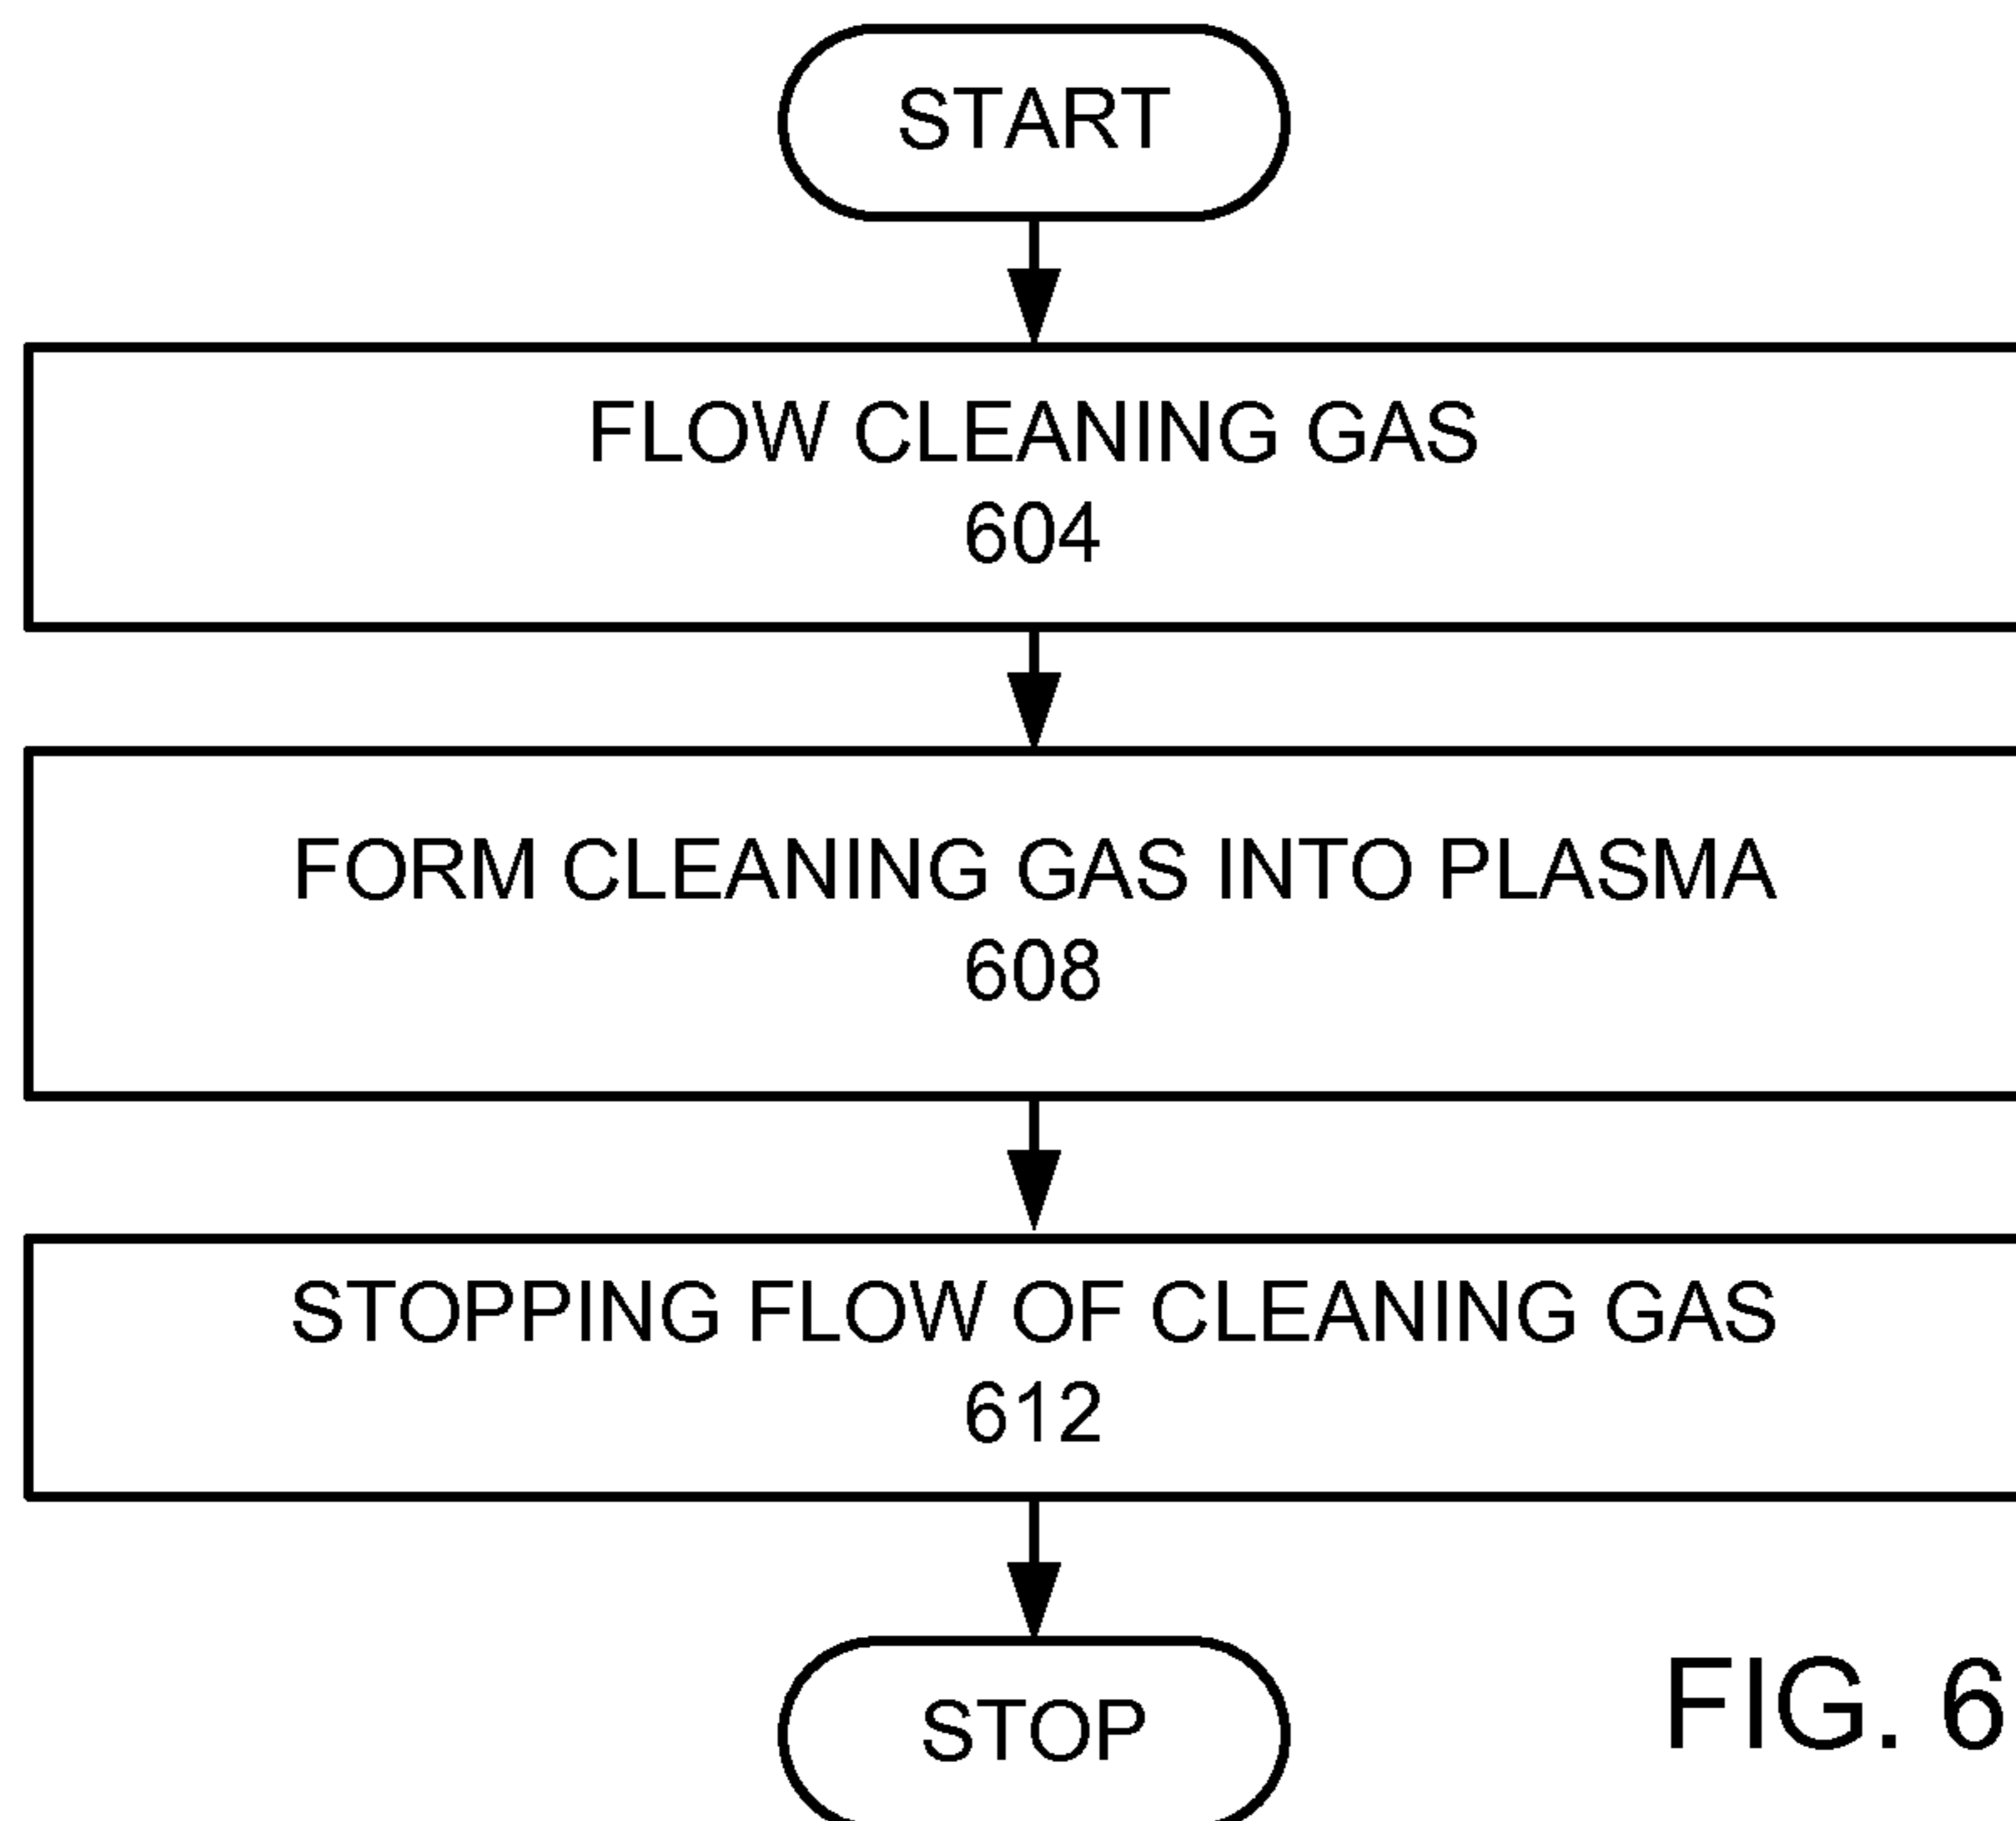 START
FLOW CLEANING GAS
604
FORM CLEANING GAS INTO PLASMA
608
STOPPING FLOW OF CLEANING GAS
612
STOP
FIG. 6